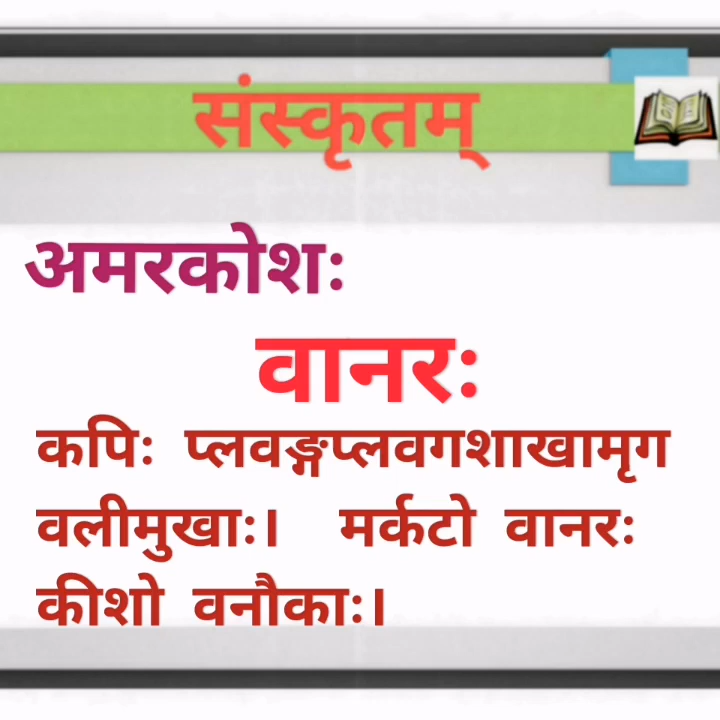 संस्कृतम्
अमरकोशः
वानरः
कपिः प्लवङ्गप्लवगशाखामृग
वलीमुखाः। मर्कटो वानरः
कीशो वनौकाः।